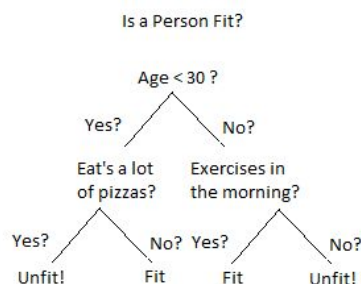 Is a Person Fit?
Age < 30 ?
Yes?
No?
Eat's a lot
of pizzas?
Exercises in
the morning?
Yes?
No?
Yes?
No?
Unfit!
Fit
Fit
Unfit!